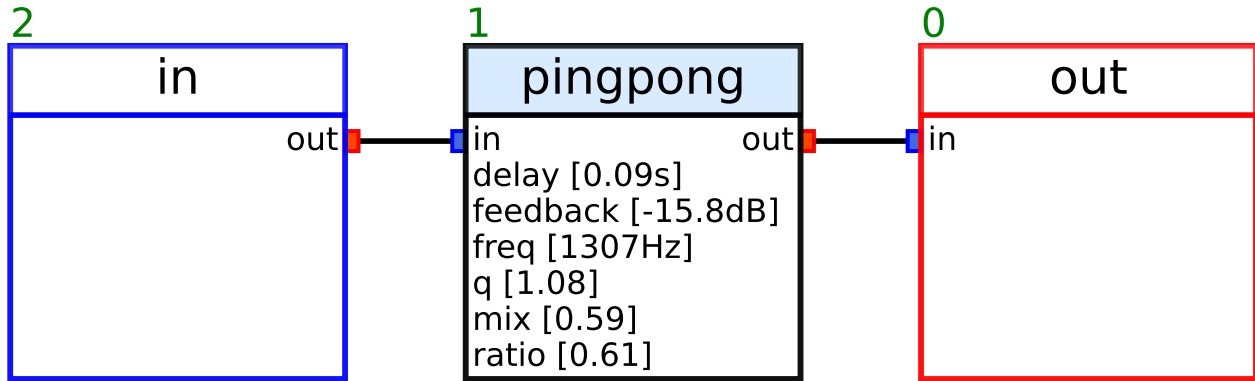 2
1
0
in
pingpong
out
out
in
out
in
delay [0.09s]
feedback [-15.8dB]
freq [1307Hz]
q [1.08]
mix [0.59]
ratio [0.61]